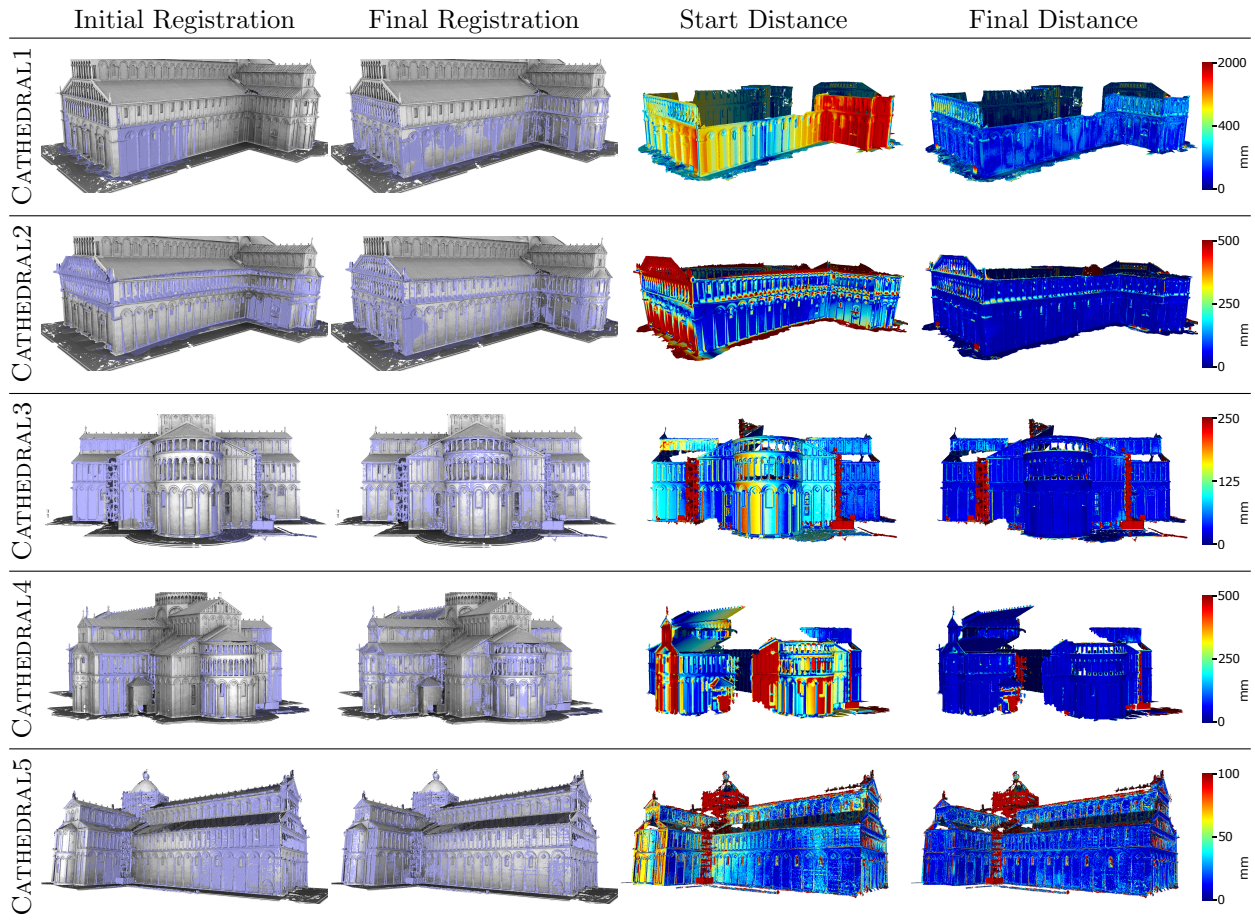 Initial Registration Final Registration Start Distance Final Distance
CATHEDRAL1
2000
400
0
mm
CATHEDRAL2
500
250
0
mm
CATHEDRAL3
250
125
0
mm
CATHEDRAL4
500
250
0
mm
CATHEDRAL5
100
50
0
mm